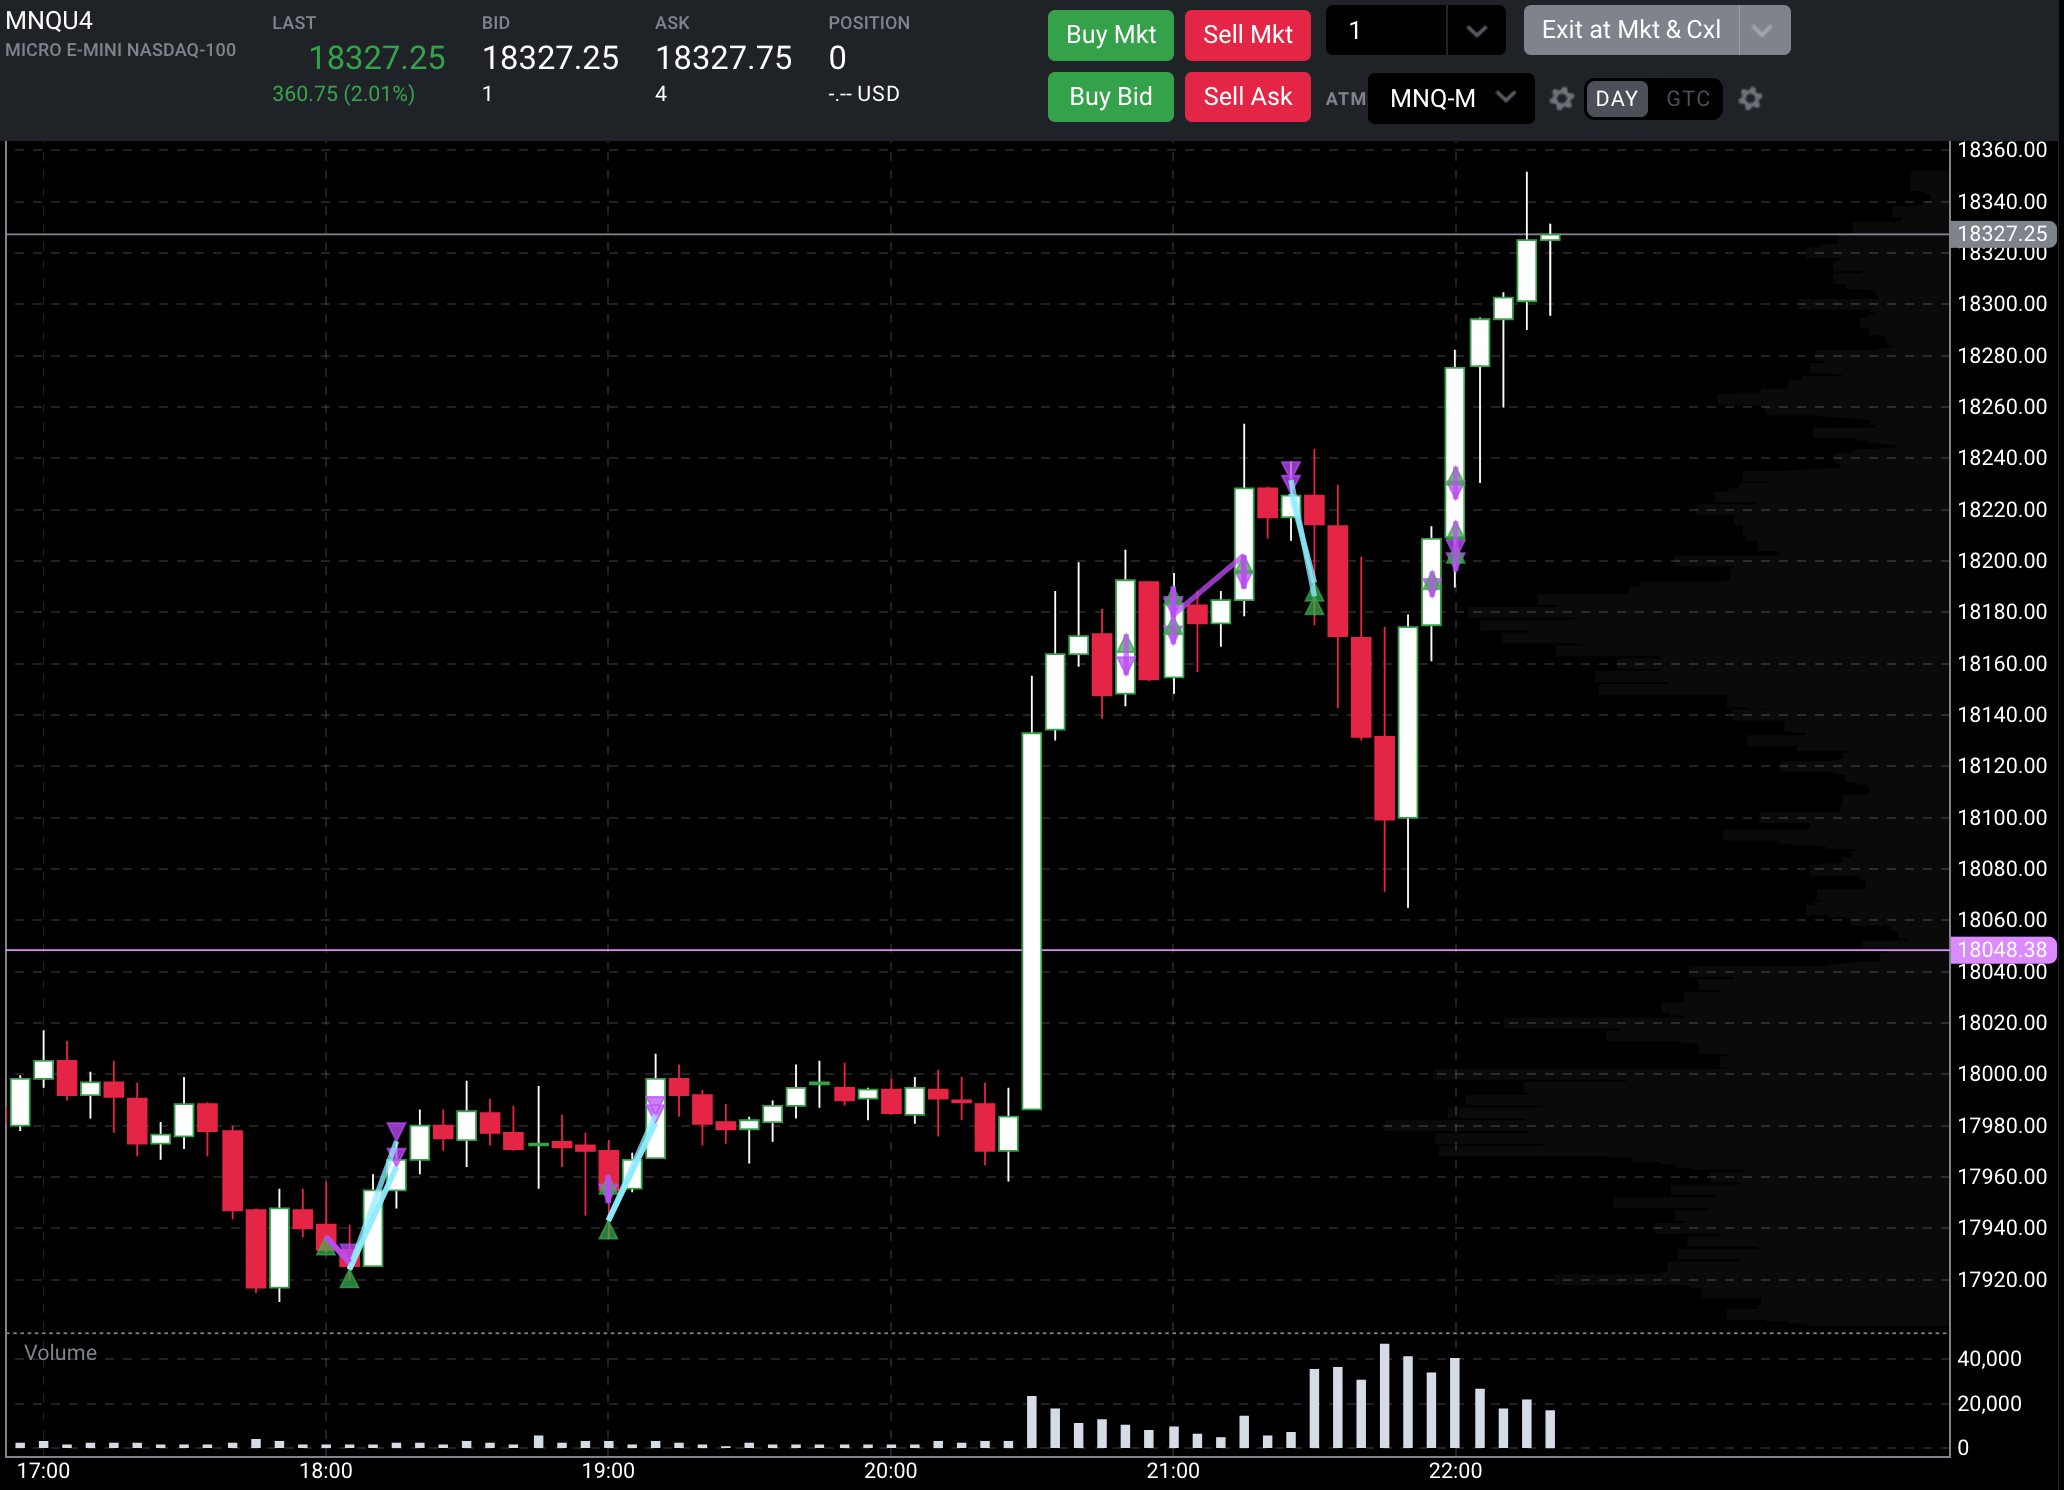 MNQU4
MICRO E-MINI NASDAQ-100
LAST
18327.25
360.75 (2.01%)
BID
18327.25
1
ASK
18327.75
4
POSITION
0
-.-- USD
Buy Mkt
Sell Mkt
1
Exit at Mkt & Cxl
Buy Bid
Sell Ask
ATM
MNQ-M
DAY
GTC
18360.00
18340.00
18327.25
18320.00
18300.00
18280.00
18260.00
18240.00
18220.00
18200.00
18180.00
18160.00
18140.00
18120.00
18100.00
18080.00
18060.00
18048.38
18040.00
18020.00
18000.00
17980.00
17960.00
17940.00
17920.00
Volume
40,000
20,000
0
17:00
18:00
19:00
20:00
21:00
22:00